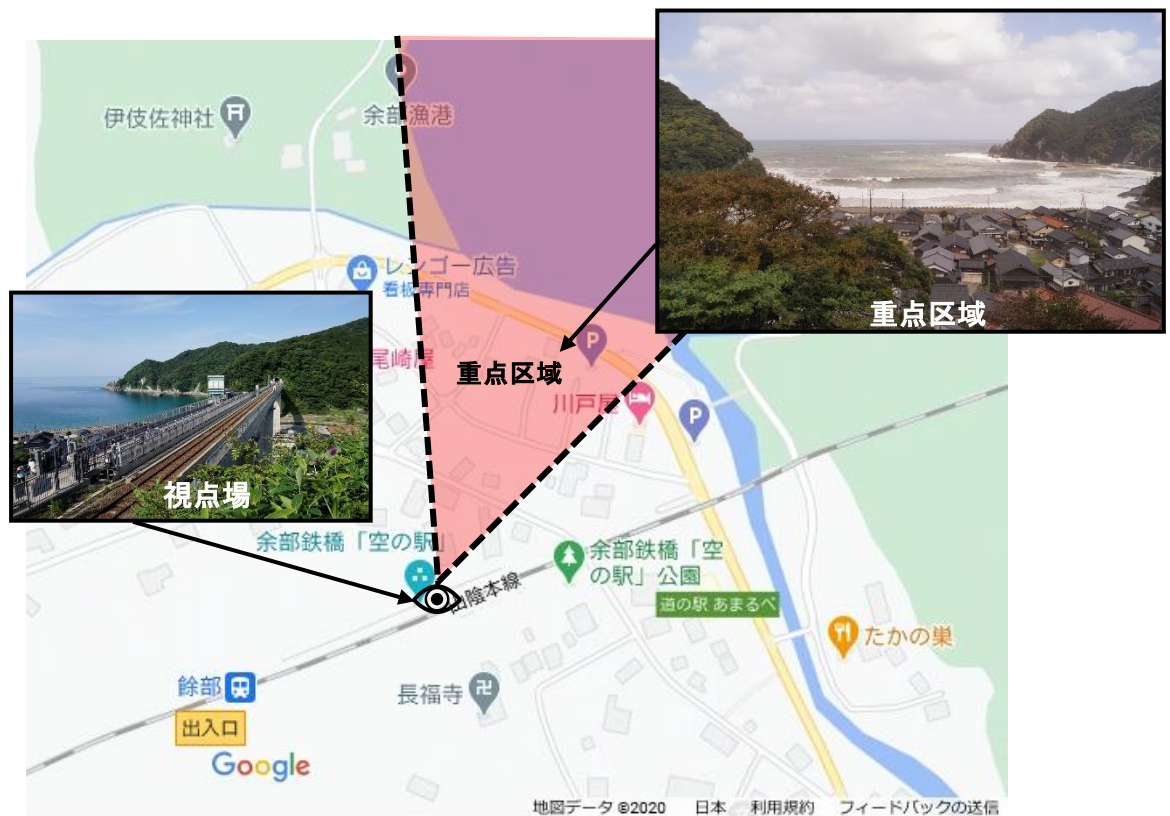 伊伎佐神社
余部漁港
レンゴー広告
看板専門店
尾崎屋
重点区域
川戸屋
P
P
重点区域
視点場
余部鉄橋「空の駅」
山陰本線
余部鉄橋「空
の駅」公園
道の駅 あまるべ
たかの巣
餘部
長福寺
出入口
Google
地図データ ©2020
日本
利用規約
フィードバックの送信